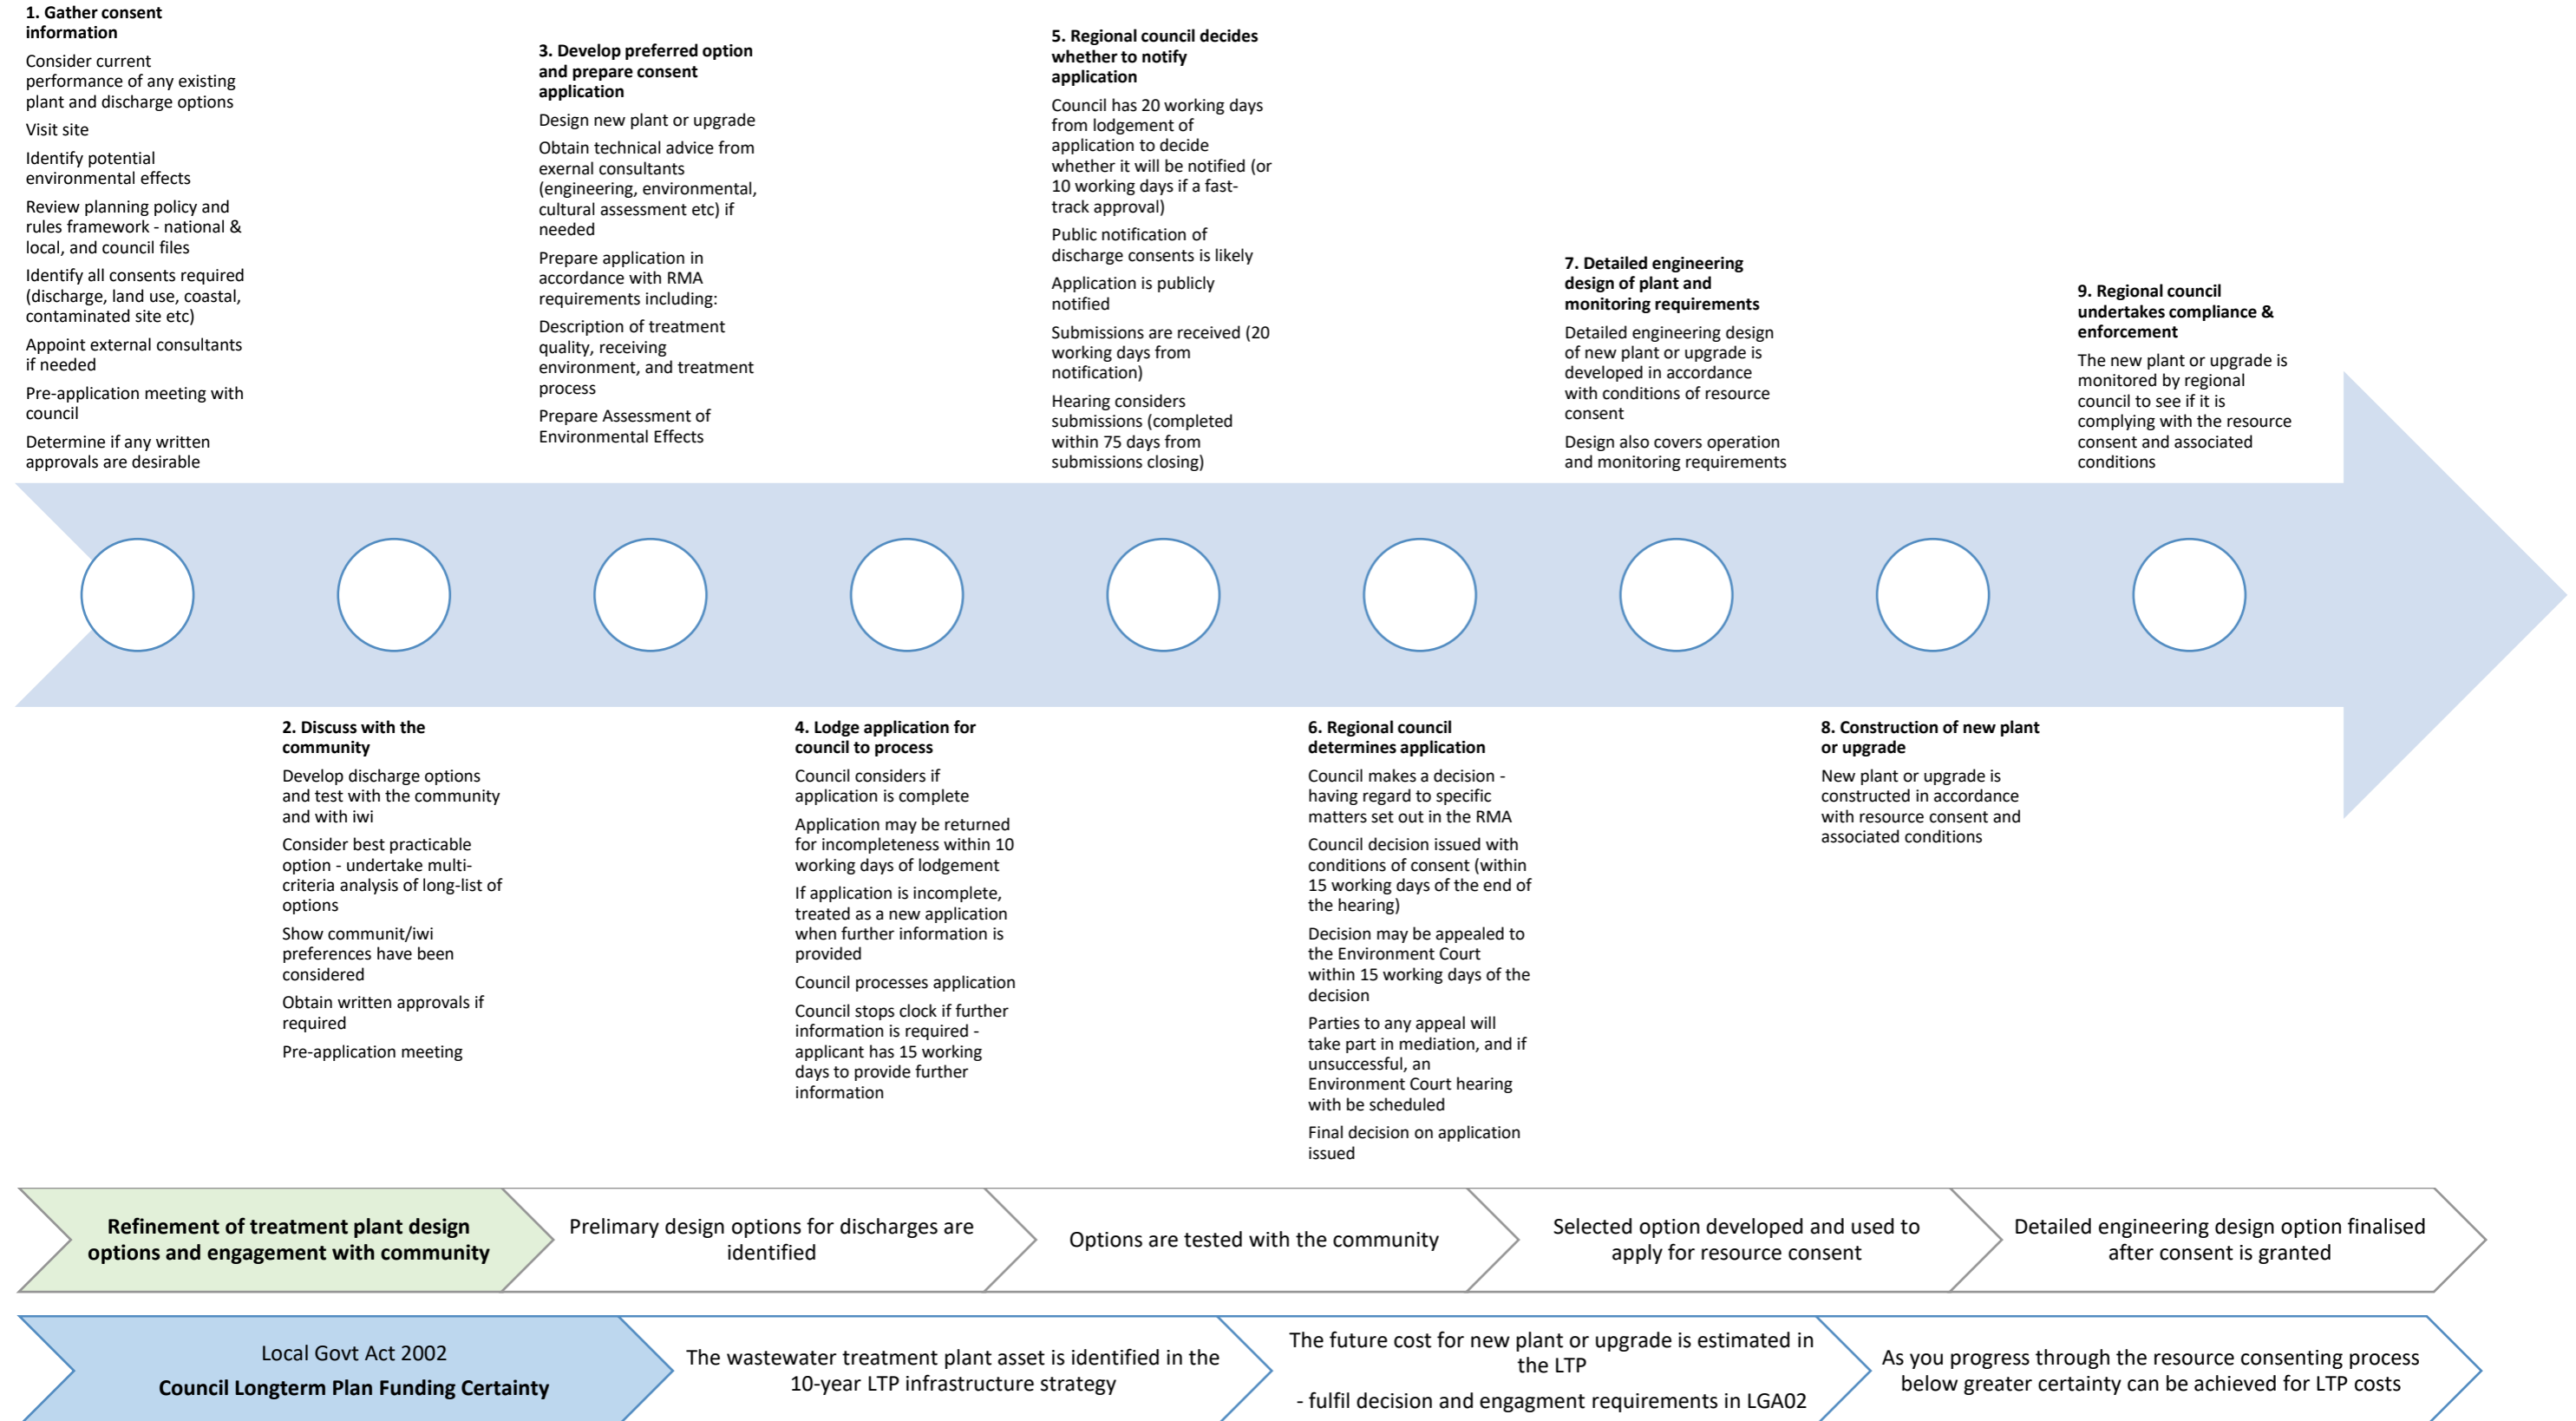 1. Gather consent
information
Consider current
performance of any existing
plant and discharge options
Visit site
Identify potential
environmental effects
Review planning policy and
rules framework - national &
local, and council files
Identify all consents required
(discharge, land use, coastal,
contaminated site etc)
Appoint external consultants
if needed
Pre-application meeting with
council
Determine if any written
approvals are desirable
2. Discuss with the
community
Develop discharge options
and test with the community
and with iwi
Consider best practicable
option - undertake multi-
criteria analysis of long-list of
options
Show communit/iwi
preferences have been
considered
Obtain written approvals if
required
Pre-application meeting
3. Develop preferred option
and prepare consent
application
Design new plant or upgrade
Obtain technical advice from
exernal consultants
(engineering, environmental,
cultural assessment etc) if
needed
Prepare application in
accordance with RMA
requirements including:
Description of treatment
quality, receiving
environment, and treatment
process
Prepare Assessment of
Environmental Effects
4. Lodge application for
council to process
Council considers if
application is complete
Application may be returned
for incompleteness within 10
working days of lodgement
If application is incomplete,
treated as a new application
when further information is
provided
Council processes application
Council stops clock if further
information is required -
applicant has 15 working
days to provide further
information
5. Regional council decides
whether to notify
application
Council has 20 working days
from lodgement of
application to decide
whether it will be notified (or
10 working days if a fast-
track approval)
Public notification of
discharge consents is likely
Application is publicly
notified
Submissions are received (20
working days from
notification)
Hearing considers
submissions (completed
within 75 days from
submissions closing)
6. Regional council
determines application
Council makes a decision -
having regard to specific
matters set out in the RMA
Council decision issued with
conditions of consent (within
15 working days of the end of
the hearing)
Decision may be appealed to
the Environment Court
within 15 working days of the
decision
Parties to any appeal will
take part in mediation, and if
unsuccessful, an
Environment Court hearing
with be scheduled
Final decision on application
issued
7. Detailed engineering
design of plant and
monitoring requirements
Detailed engineering design
of new plant or upgrade is
developed in accordance
with conditions of resource
consent
Design also covers operation
and monitoring requirements
8. Construction of new plant
or upgrade
New plant or upgrade is
constructed in accordance
with resource consent and
associated conditions
9. Regional council
undertakes compliance &
enforcement
The new plant or upgrade is
monitored by regional
council to see if it is
complying with the resource
consent and associated
conditions
Refinement of treatment plant design
options and engagement with community
Prelimary design options for discharges are
identified
Options are tested with the community
Selected option developed and used to
apply for resource consent
Detailed engineering design option finalised
after consent is granted
Local Govt Act 2002
Council Longterm Plan Funding Certainty
The wastewater treatment plant asset is identified in the
10-year LTP infrastructure strategy
The future cost for new plant or upgrade is estimated in
the LTP
- fulfil decision and engagment requirements in LGA02
As you progress through the resource consenting process
below greater certainty can be achieved for LTP costs